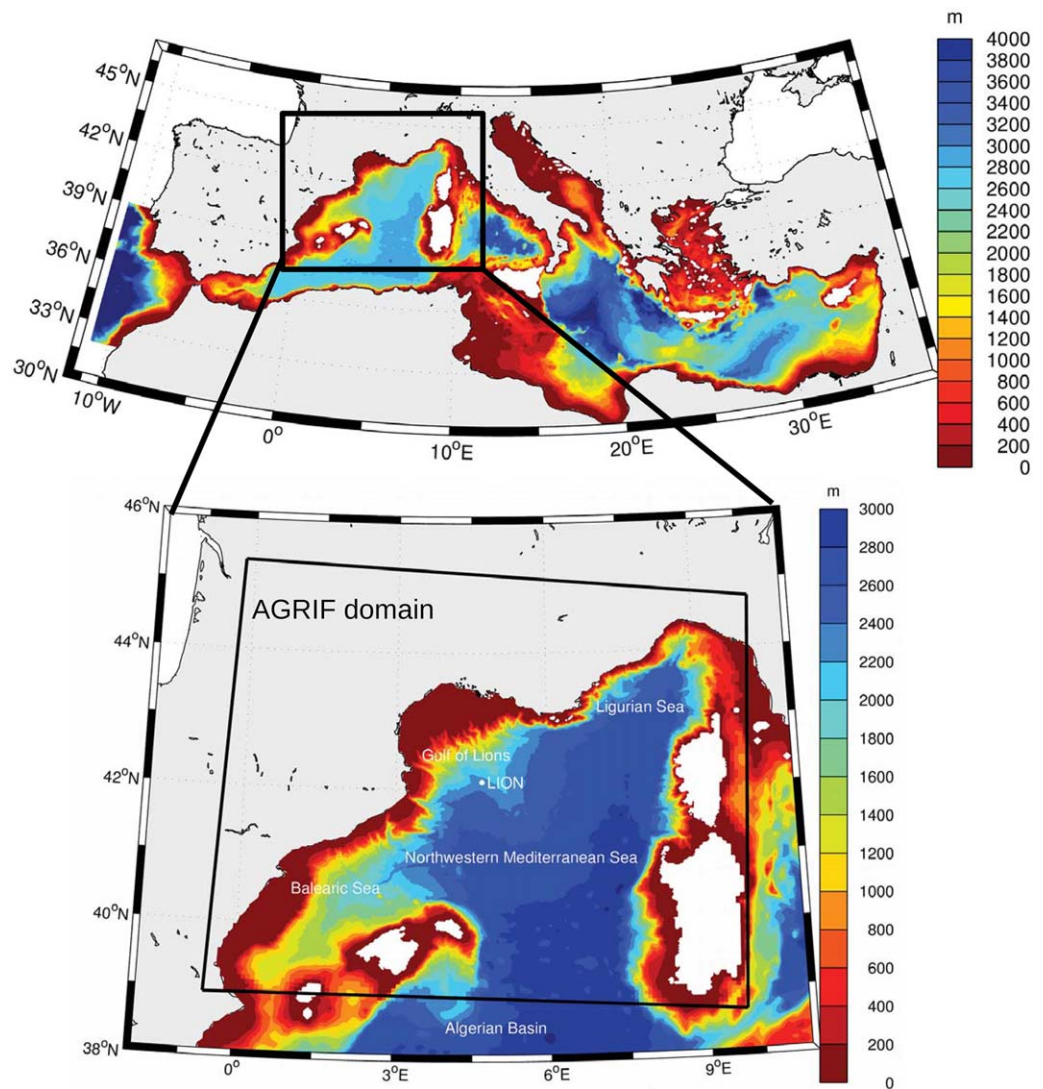 m
4000
3800
3600
3400
3200
3000
2800
2600
2400
2200
2000
1800
1600
1400
1200
1000
800
600
400
200
0
45°N
42°N
39°N
36°N
33°N
30°N
10°W
0°
10°E
20°E
30°E
m
3000
2800
2600
2400
2200
2000
1800
1600
1400
1200
1000
800
600
400
200
0
46°N
44°N
42°N
40°N
38°N
AGRIF domain
Ligurian Sea
Gulf of Lions
LION
Northwestern Mediterranean Sea
Balearic Sea
Algerian Basin
0°
3°E
6°E
9°E